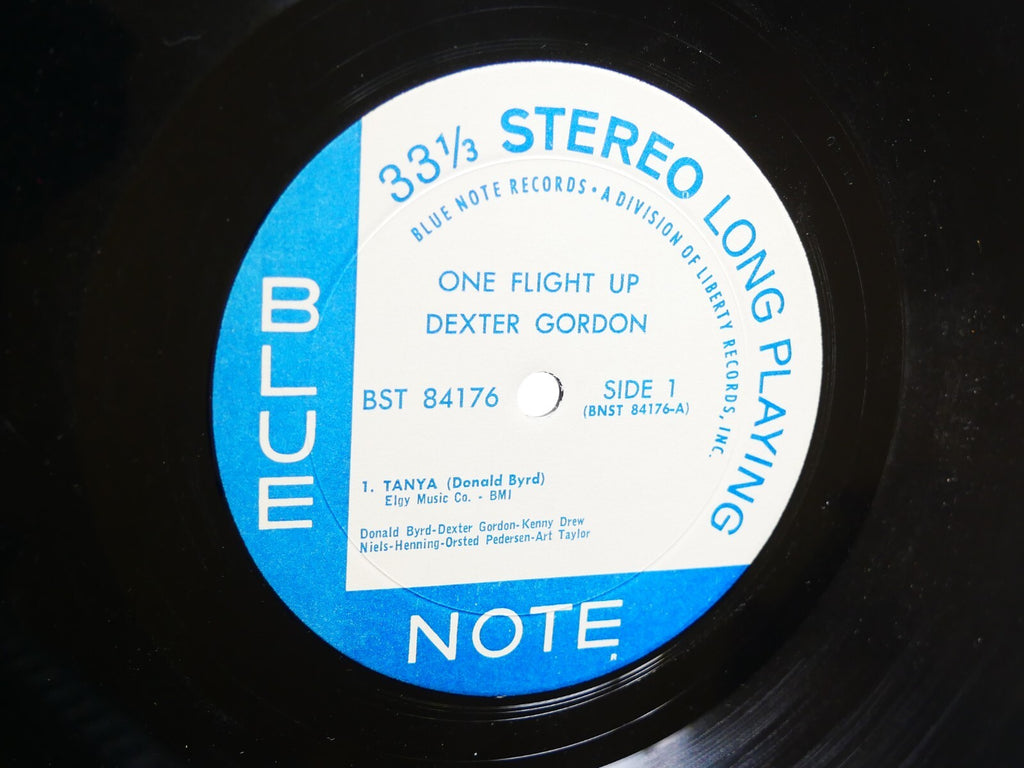 33⅓ STEREO LONG PLAYING
BLUE NOTE RECORDS • A DIVISION OF LIBERTY RECORDS, INC.
ONE FLIGHT UP
DEXTER GORDON
BST 84176
SIDE 1
(BNST 84176-A)
1. TANYA (Donald Byrd)
Elgy Music Co. - BMI
Donald Byrd-Dexter Gordon-Kenny Drew
Niels-Henning-Orsted Pedersen-Art Taylor
BLUE
NOTE